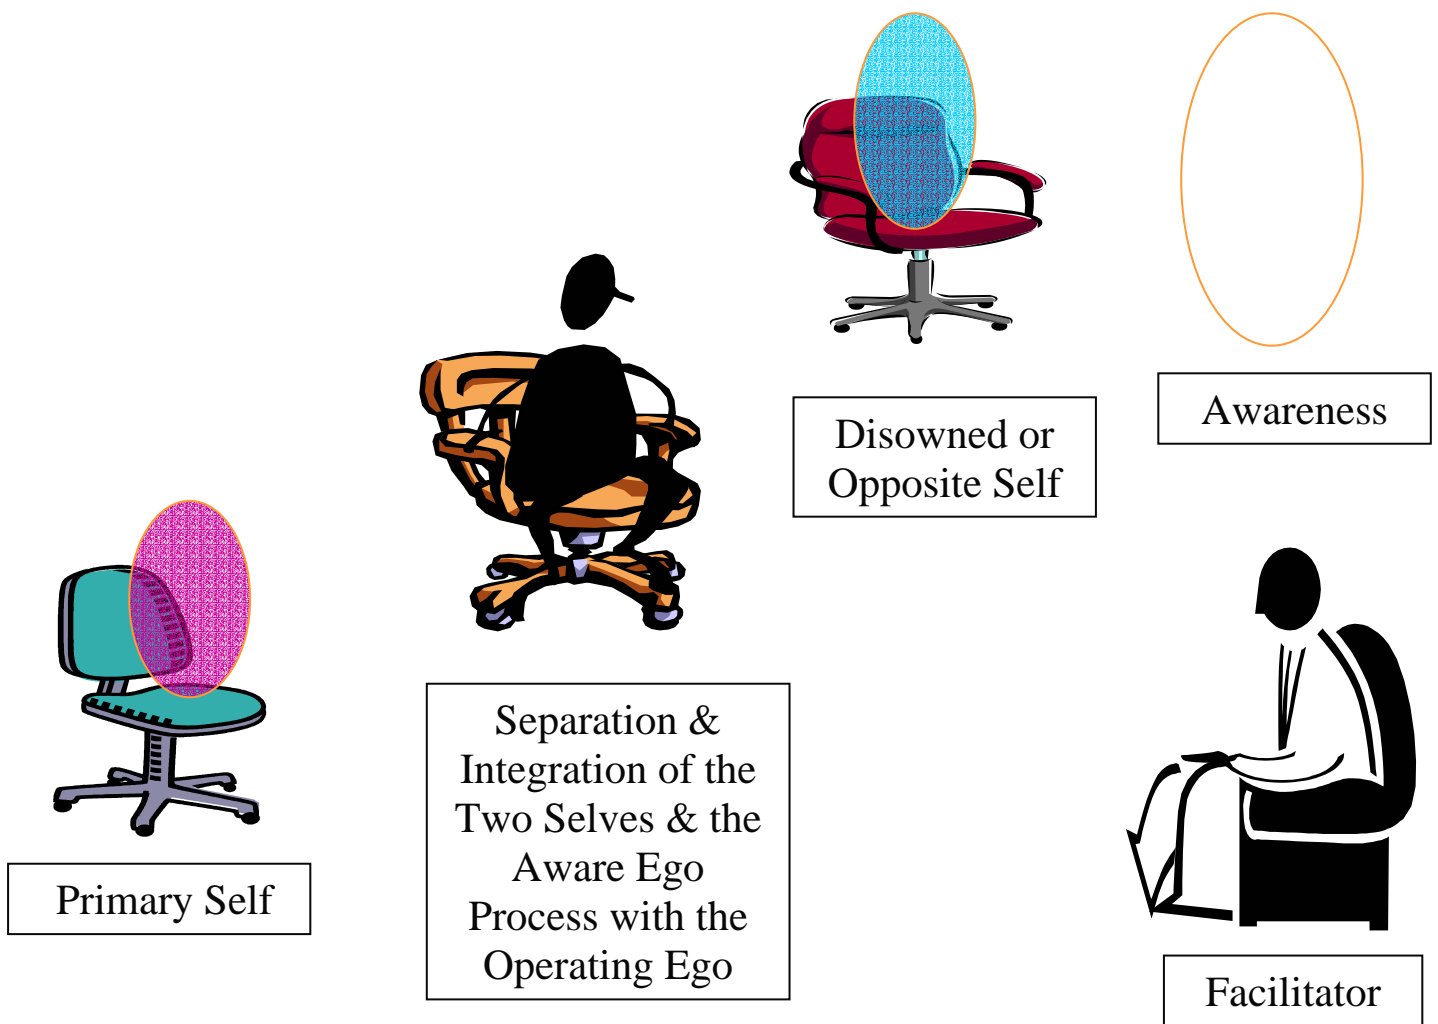 Primary Self
Separation &
Integration of the
Two Selves & the
Aware Ego
Process with the
Operating Ego
Disowned or
Opposite Self
Awareness
Facilitator